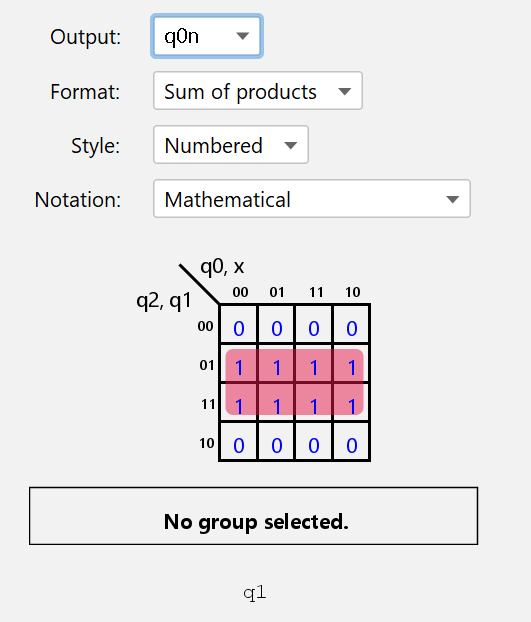 Output: q0n
Format: Sum of products
Style: Numbered
Notation: Mathematical
q0, x
q2, q1
00 01 11 10
00 0 0 0 0
01 1 1 1 1
11 1 1 1 1
10 0 0 0 0
No group selected.
q1